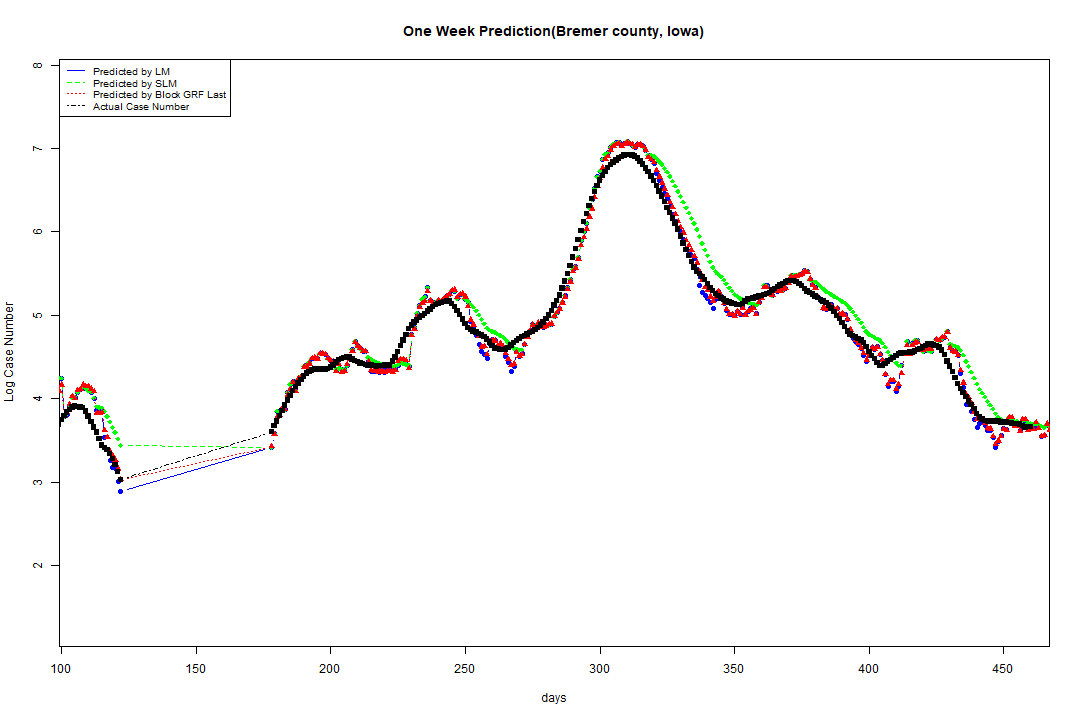 One Week Prediction(Bremer county, Iowa)
Predicted by LM
Predicted by SLM
Predicted by Block GRF Last
Actual Case Number
8
7
6
5
4
3
2
Log Case Number
100 150 200 250 300 350 400 450
days